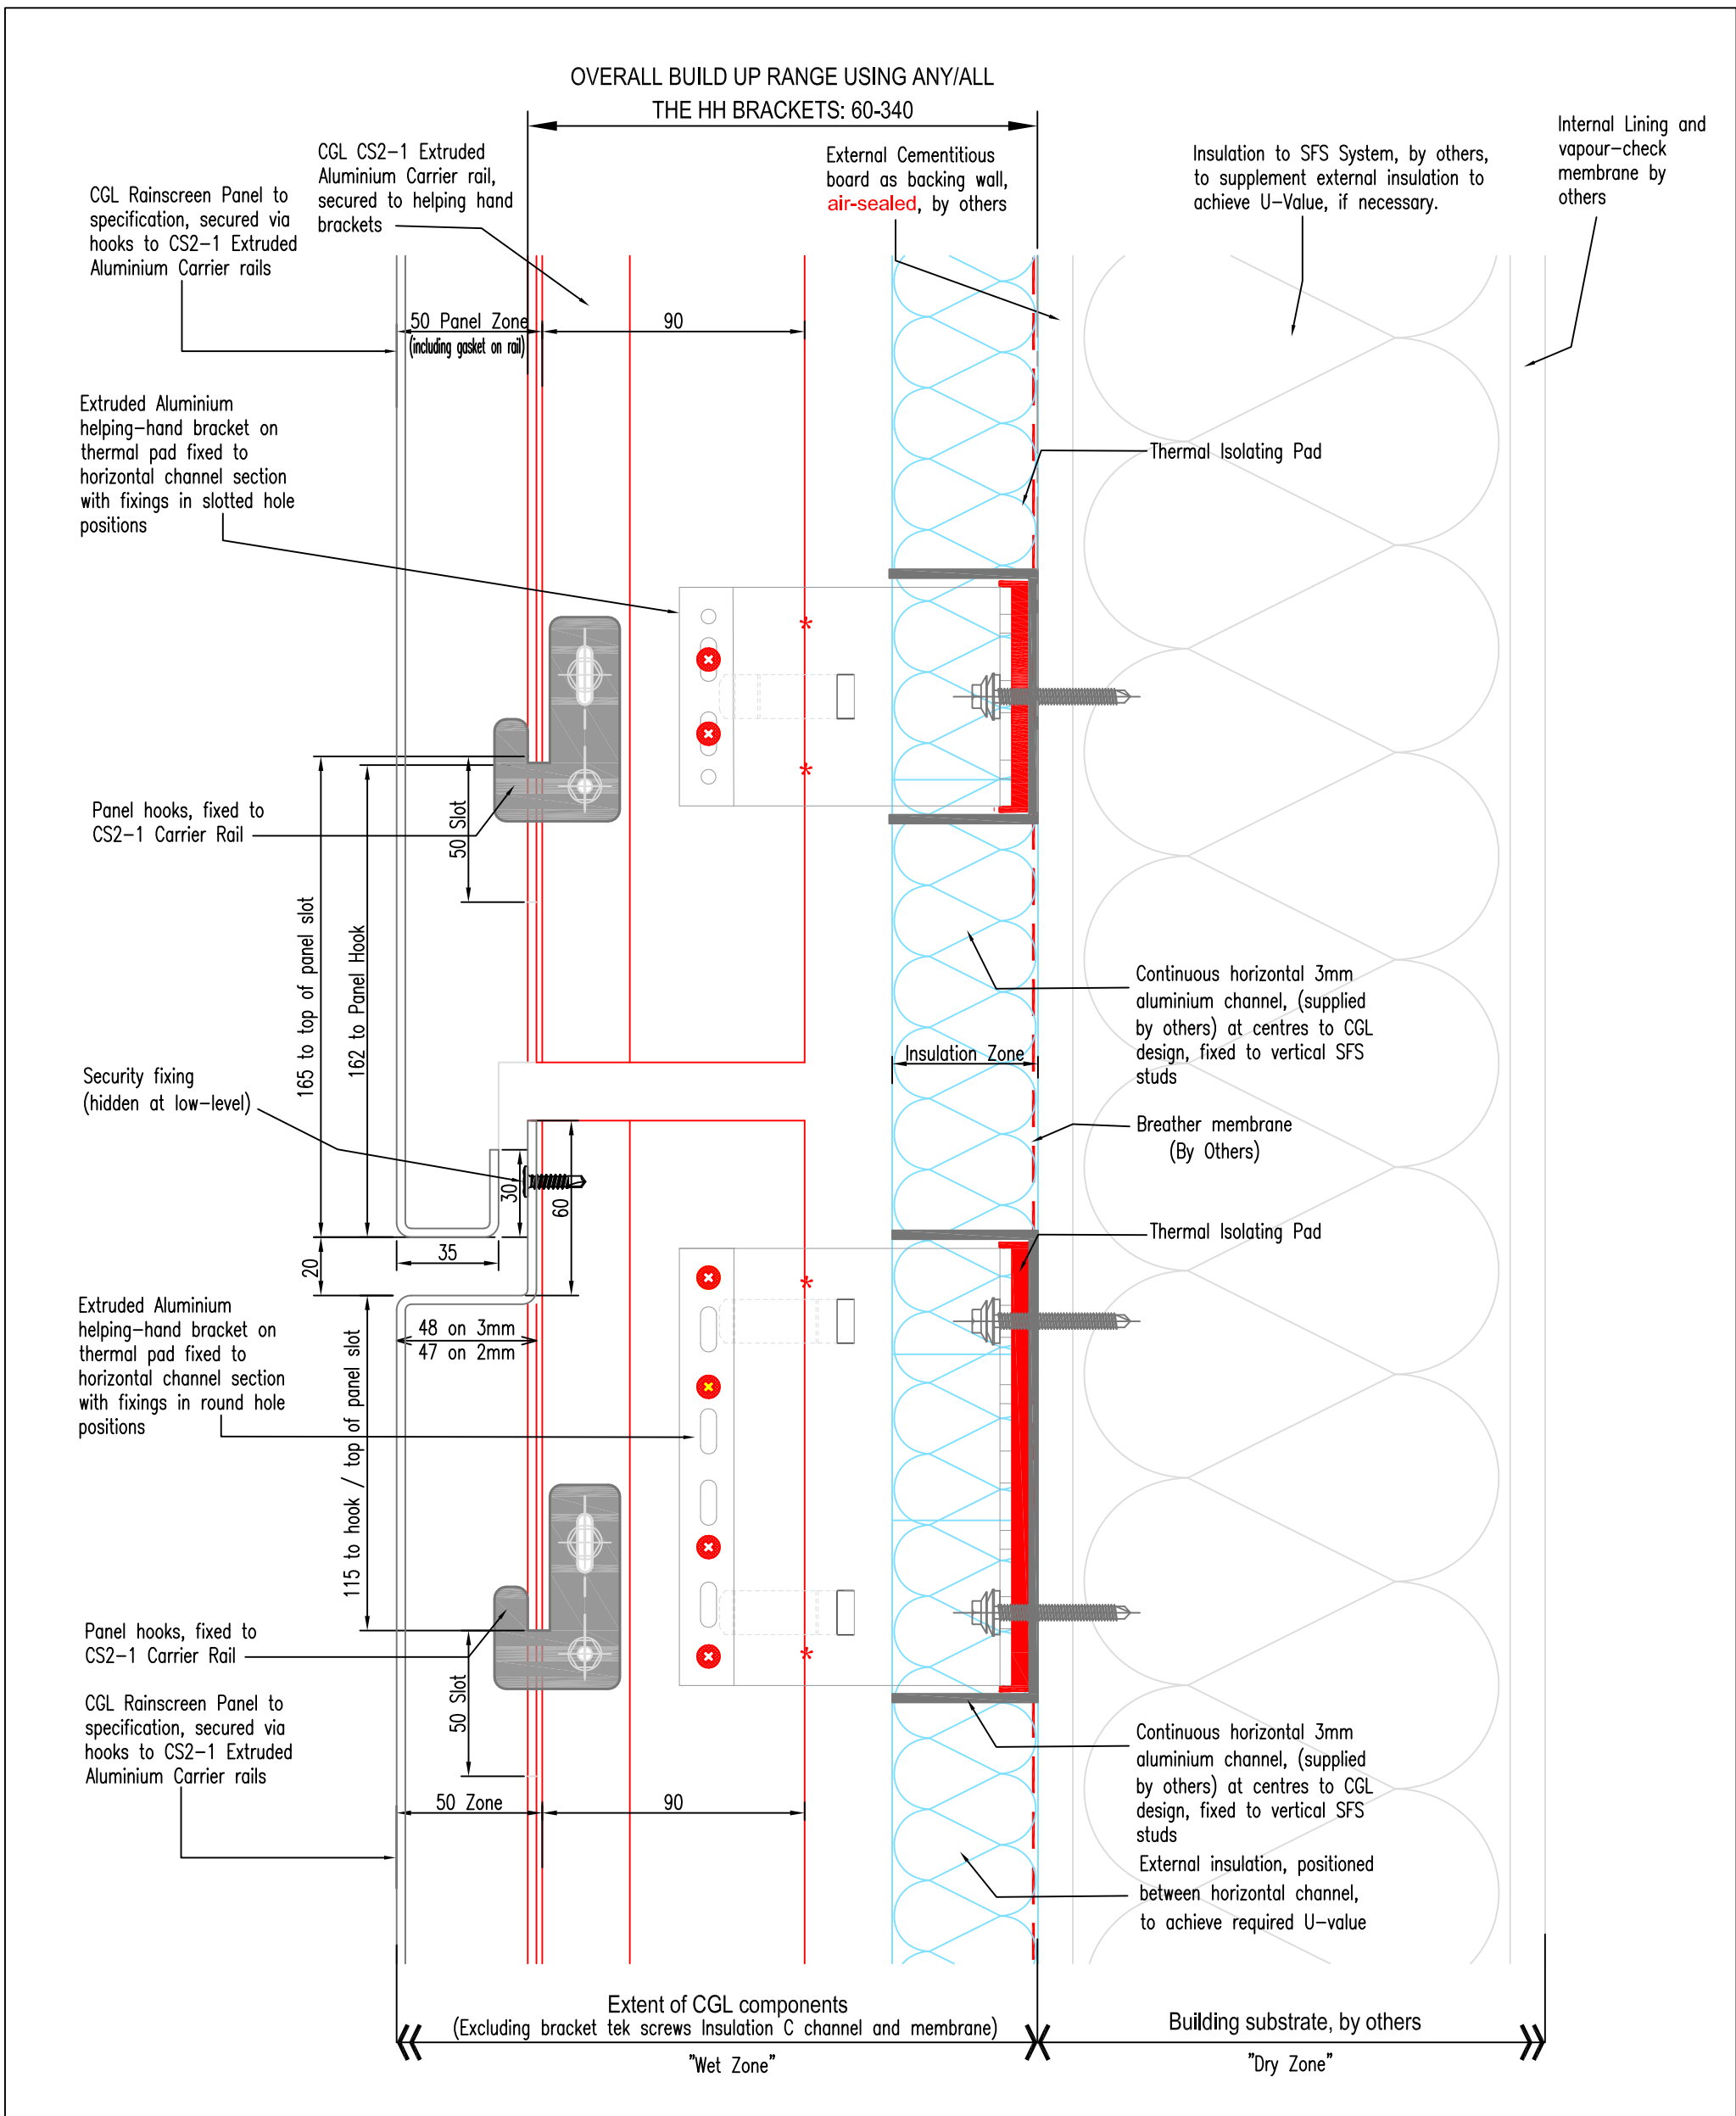 OVERALL BUILD UP RANGE USING ANY/ALL
THE HH BRACKETS: 60-340
CGL CS2-1 Extruded
Aluminium Carrier rail,
secured to helping hand
brackets
External Cementitious
board as backing wall,
air-sealed, by others
Insulation to SFS System, by others,
to supplement external insulation to
achieve U-Value, if necessary.
Internal Lining and
vapour-check
membrane by
others
CGL Rainscreen Panel to
specification, secured via
hooks to CS2-1 Extruded
Aluminium Carrier rails
50 Panel Zone
(including gasket on rail)
90
Extruded Aluminium
helping-hand bracket on
thermal pad fixed to
horizontal channel section
with fixings in slotted hole
positions
Thermal Isolating Pad
*
*
Panel hooks, fixed to
CS2-1 Carrier Rail
50 Slot
165 to top of panel slot
162 to Panel Hook
Continuous horizontal 3mm
aluminium channel, (supplied
by others) at centres to CGL
design, fixed to vertical SFS
studs
Insulation Zone
Security fixing
(hidden at low-level)
Breather membrane
(By Others)
30
60
Thermal Isolating Pad
35
20
*
Extruded Aluminium
helping-hand bracket on
thermal pad fixed to
horizontal channel section
with fixings in round hole
positions
48 on 3mm
47 on 2mm
115 to hook / top of panel slot
Panel hooks, fixed to
CS2-1 Carrier Rail
*
50 Slot
CGL Rainscreen Panel to
specification, secured via
hooks to CS2-1 Extruded
Aluminium Carrier rails
50 Zone
90
Continuous horizontal 3mm
aluminium channel, (supplied
by others) at centres to CGL
design, fixed to vertical SFS
studs
External insulation, positioned
between horizontal channel,
to achieve required U-value
Extent of CGL components
(Excluding bracket tek screws Insulation C channel and membrane)
"Wet Zone"
Building substrate, by others
"Dry Zone"